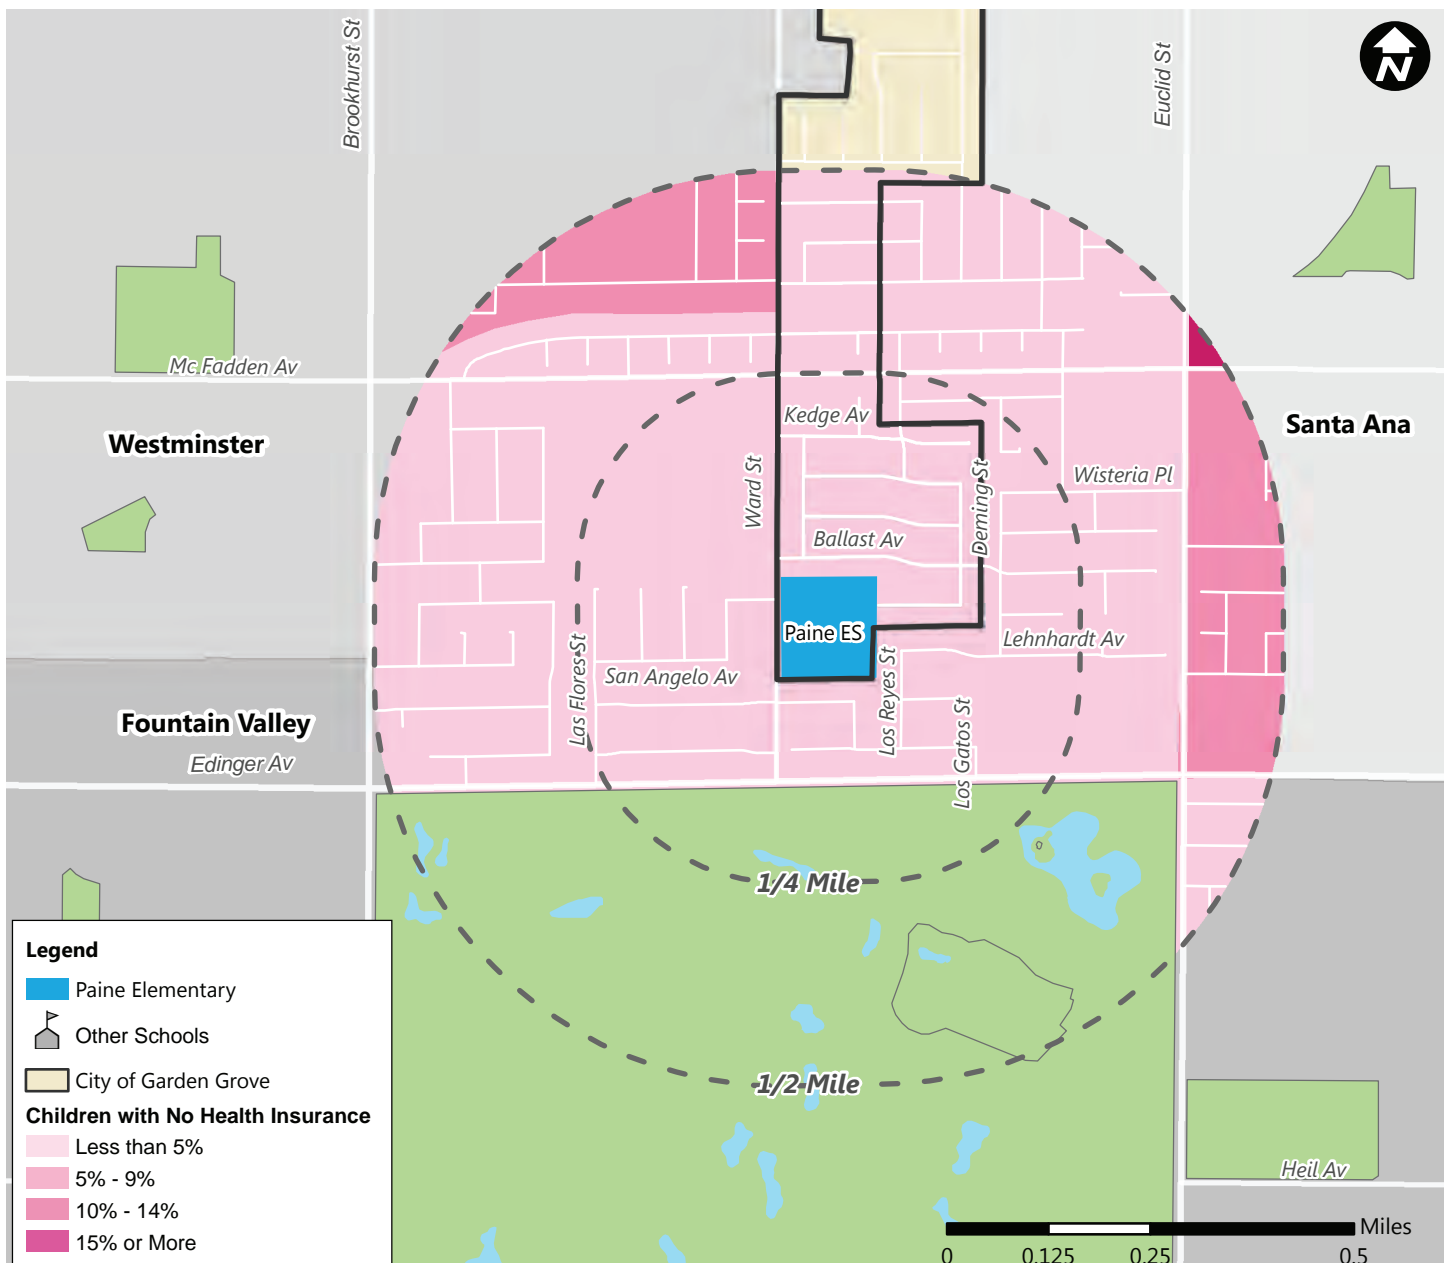 Brookhurst St
Euclid St
N
Mc Fadden Av
Westminster
Kedge Av
Santa Ana
Ward St
Deming St
Wisteria Pl
Ballast Av
Paine ES
Lehnhardt Av
Las Flores St
San Angelo Av
Los Reyes St
Los Gatos St
Fountain Valley
Edinger Av
1/4 Mile
1/2 Mile
Heil Av
Legend
Paine Elementary
Other Schools
City of Garden Grove
Children with No Health Insurance
Less than 5%
5% - 9%
10% - 14%
15% or More
Miles
0 0.125 0.25 0.5